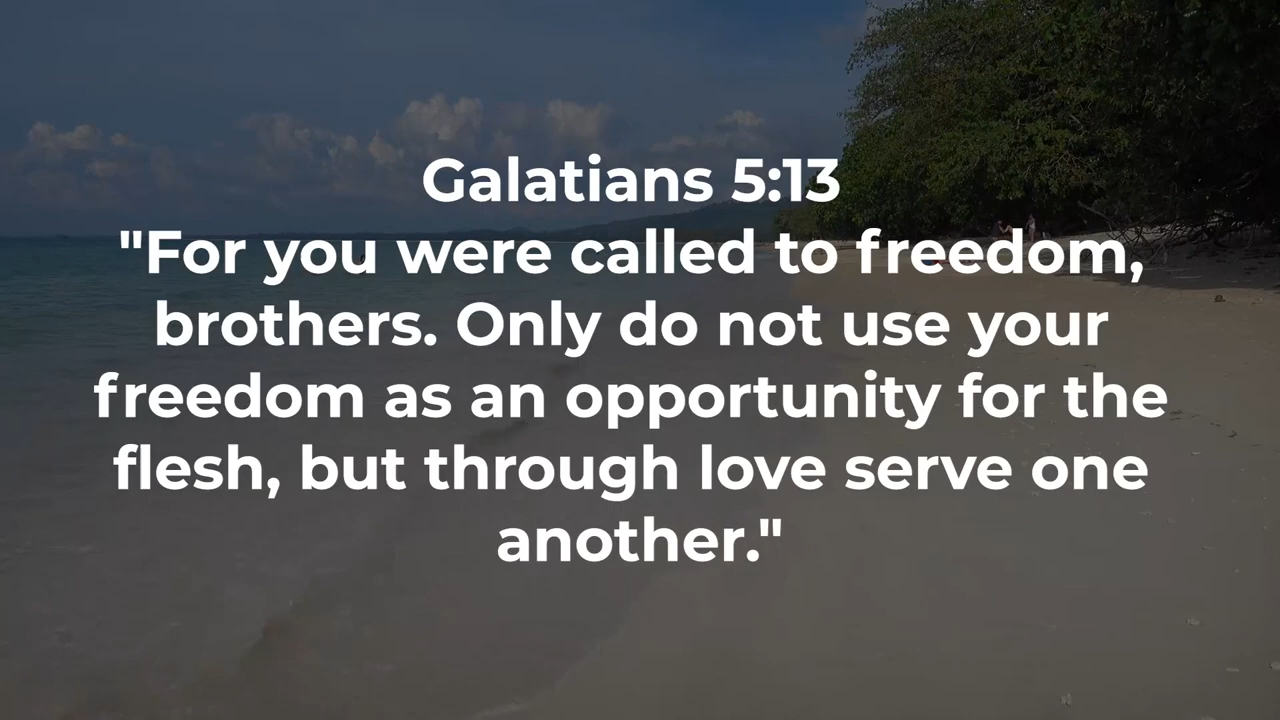 Galatians 5:13
"For you were called to freedom,
brothers. Only do not use your
freedom as an opportunity for the
flesh, but through love serve one
another."